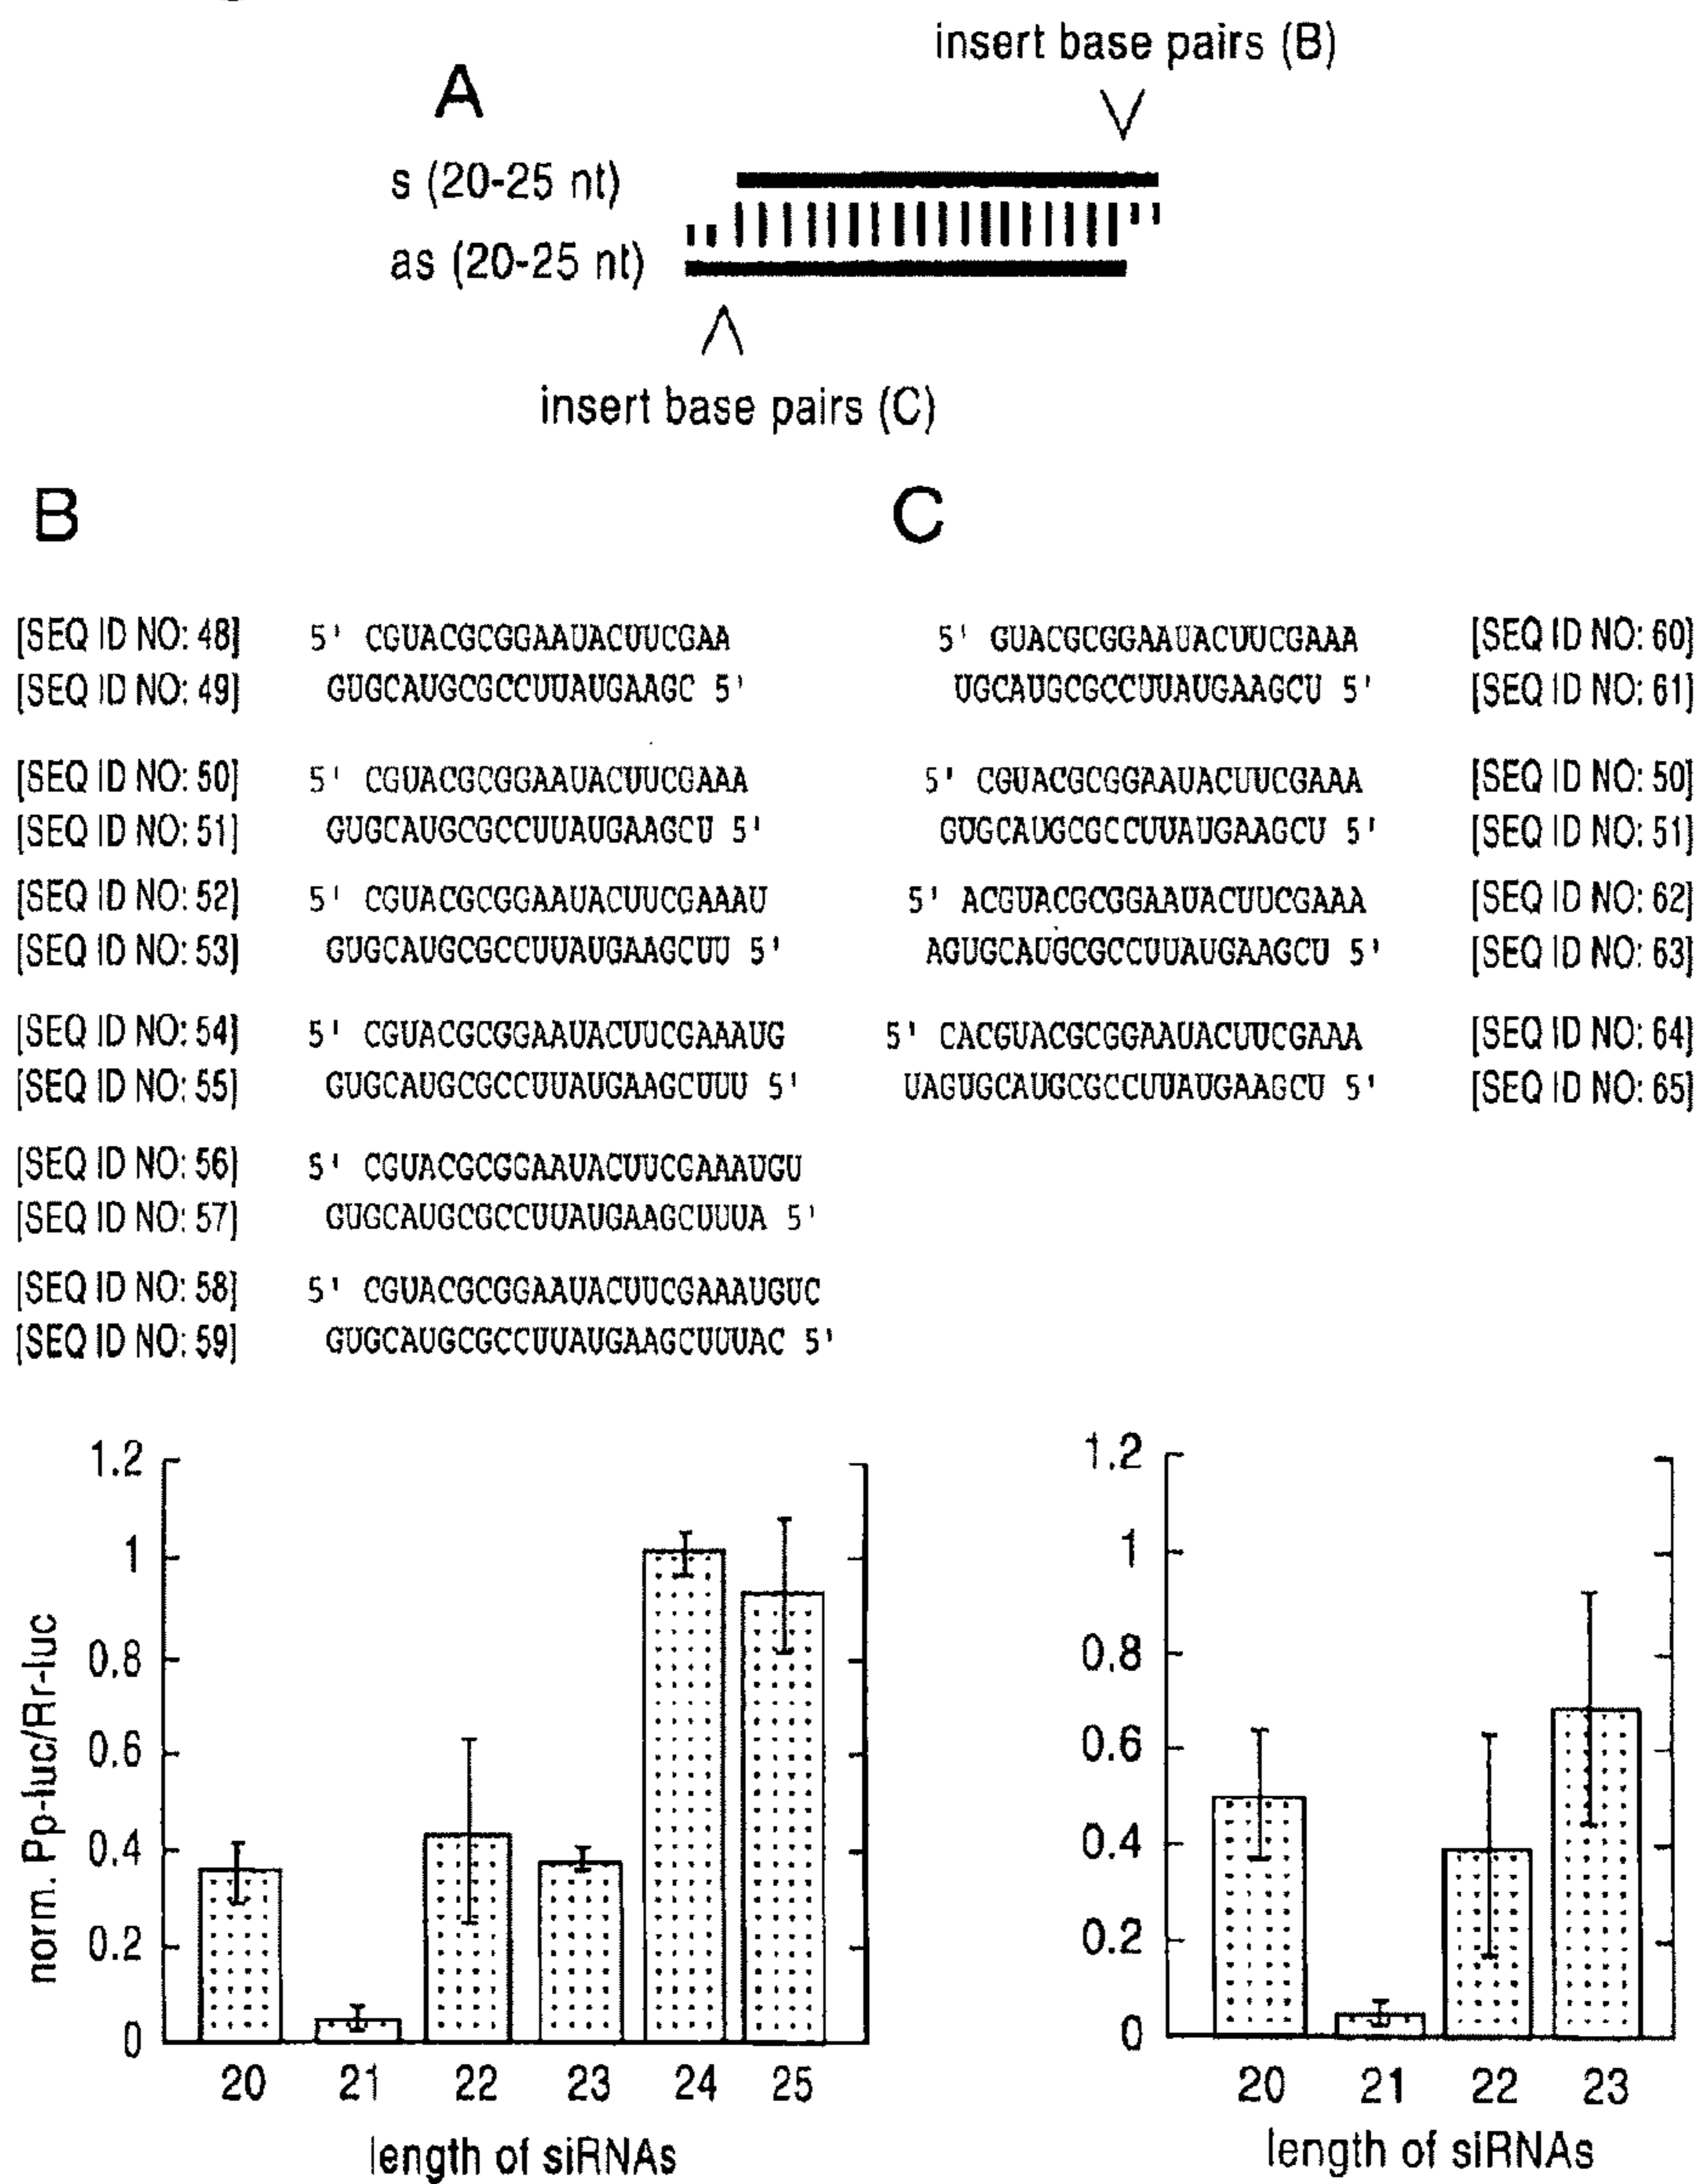 insert base pairs (B)
A
s (20-25 nt)
as (20-25 nt)
insert base pairs (C)
B
[SEQ ID NO: 48] 5' CGUACGCGGAAUACUUCGAA
[SEQ ID NO: 49] GUGCAUGCGCCUUAUGAAGC 5'
[SEQ ID NO: 50] 5' CGUACGCGGAAUACUUCGAAA
[SEQ ID NO: 51] GUGCAUGCGCCUUAUGAAGCU 5'
[SEQ ID NO: 52] 5' CGUACGCGGAAUACUUCGAAAU
[SEQ ID NO: 53] GUGCAUGCGCCUUAUGAAGCUU 5'
[SEQ ID NO: 54] 5' CGUACGCGGAAUACUUCGAAAUG
[SEQ ID NO: 55] GUGCAUGCGCCUUAUGAAGCUUU 5'
[SEQ ID NO: 56] 5' CGUACGCGGAAUACUUCGAAAUGU
[SEQ ID NO: 57] GUGCAUGCGCCUUAUGAAGCUUUA 5'
[SEQ ID NO: 58] 5' CGUACGCGGAAUACUUCGAAAUGUC
[SEQ ID NO: 59] GUGCAUGCGCCUUAUGAAGCUUUAC 5'
C
5' GUACGCGGAAUACUUCGAAA [SEQ ID NO: 60]
UGCAUGCGCCUUAUGAAGCU 5' [SEQ ID NO: 61]
5' CGUACGCGGAAUACUUCGAAA [SEQ ID NO: 50]
GUGCAUGCGCCUUAUGAAGCU 5' [SEQ ID NO: 51]
5' ACGUACGCGGAAUACUUCGAAA [SEQ ID NO: 62]
AGUGCAUGCGCCUUAUGAAGCU 5' [SEQ ID NO: 63]
5' CACGUACGCGGAAUACUUCGAAA [SEQ ID NO: 64]
UAGUGCAUGCGCCUUAUGAAGCU 5' [SEQ ID NO: 65]
norm. Pp-luc/Rr-luc
1.2
1
0.8
0.6
0.4
0.2
0
20 21 22 23 24 25
length of siRNAs
1.2
1
0.8
0.6
0.4
0.2
0
20 21 22 23
length of siRNAs